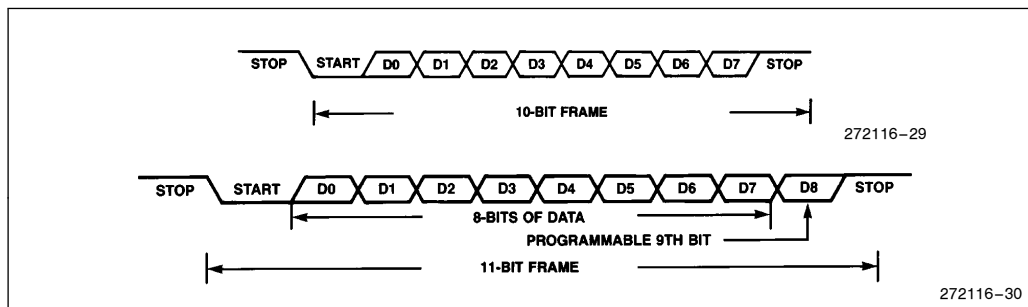 STOP START D0 D1 D2 D3 D4 D5 D6 D7 STOP
10-BIT FRAME
272116–29
STOP START D0 D1 D2 D3 D4 D5 D6 D7 D8 STOP
8-BITS OF DATA
PROGRAMMABLE 9TH BIT
11-BIT FRAME
272116–30